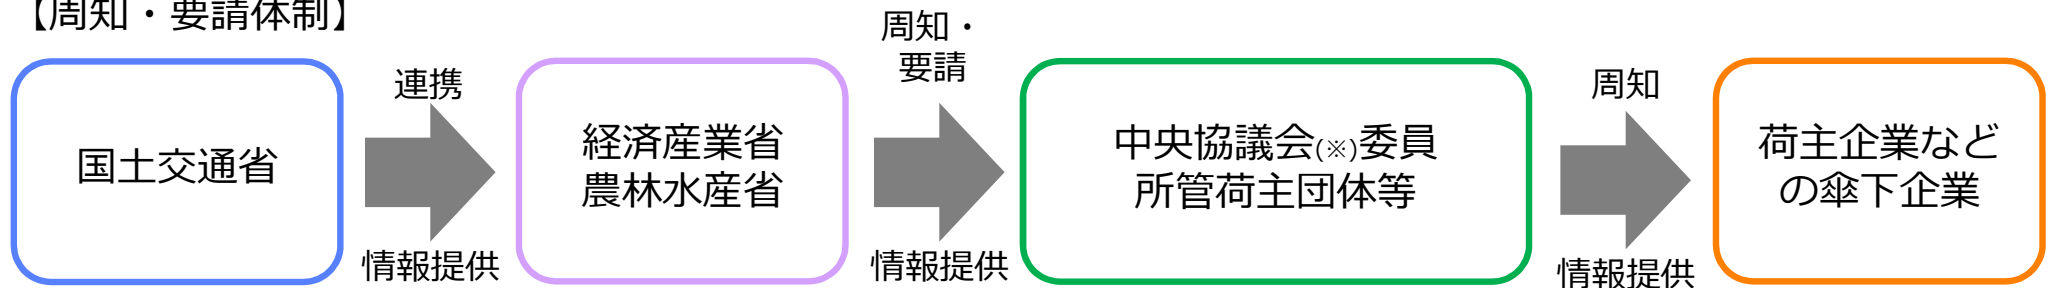 【周知・要請体制】
国土交通省
連携
情報提供
経済産業省
農林水産省
周知・
要請
情報提供
中央協議会(※)委員
所管荷主団体等
周知
情報提供
荷主企業など
の傘下企業